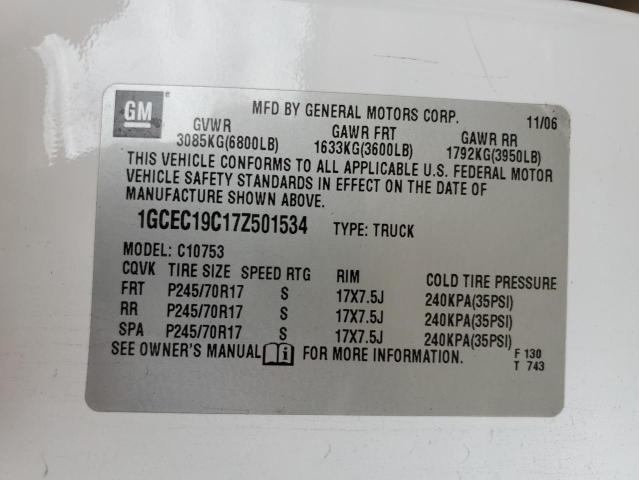 GM
MFD BY GENERAL MOTORS CORP. 11/06
GVWR GAWR FRT GAWR RR
3085KG(6800LB) 1633KG(3600LB) 1792KG(3950LB)
THIS VEHICLE CONFORMS TO ALL APPLICABLE U.S. FEDERAL MOTOR
VEHICLE SAFETY STANDARDS IN EFFECT ON THE DATE OF
MANUFACTURE SHOWN ABOVE.
1GCEC19C17Z501534 TYPE: TRUCK
MODEL: C10753
CQVK TIRE SIZE SPEED RTG RIM COLD TIRE PRESSURE
FRT P245/70R17 S 17X7.5J 240KPA(35PSI)
RR P245/70R17 S 17X7.5J 240KPA(35PSI)
SPA P245/70R17 S 17X7.5J 240KPA(35PSI)
SEE OWNER'S MANUAL i FOR MORE INFORMATION. F 130
T 743